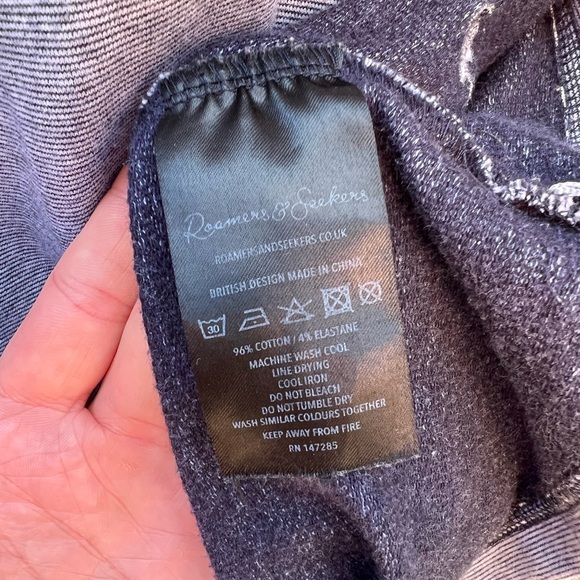 Roamers & Seekers
ROAMERSANDSEEKERS.CO.UK
BRITISH DESIGN MADE IN CHINA
30
96% COTTON / 4% ELASTANE
MACHINE WASH COOL
LINE DRYING
COOL IRON
DO NOT BLEACH
DO NOT TUMBLE DRY
WASH SIMILAR COLOURS TOGETHER
KEEP AWAY FROM FIRE
RN 147285